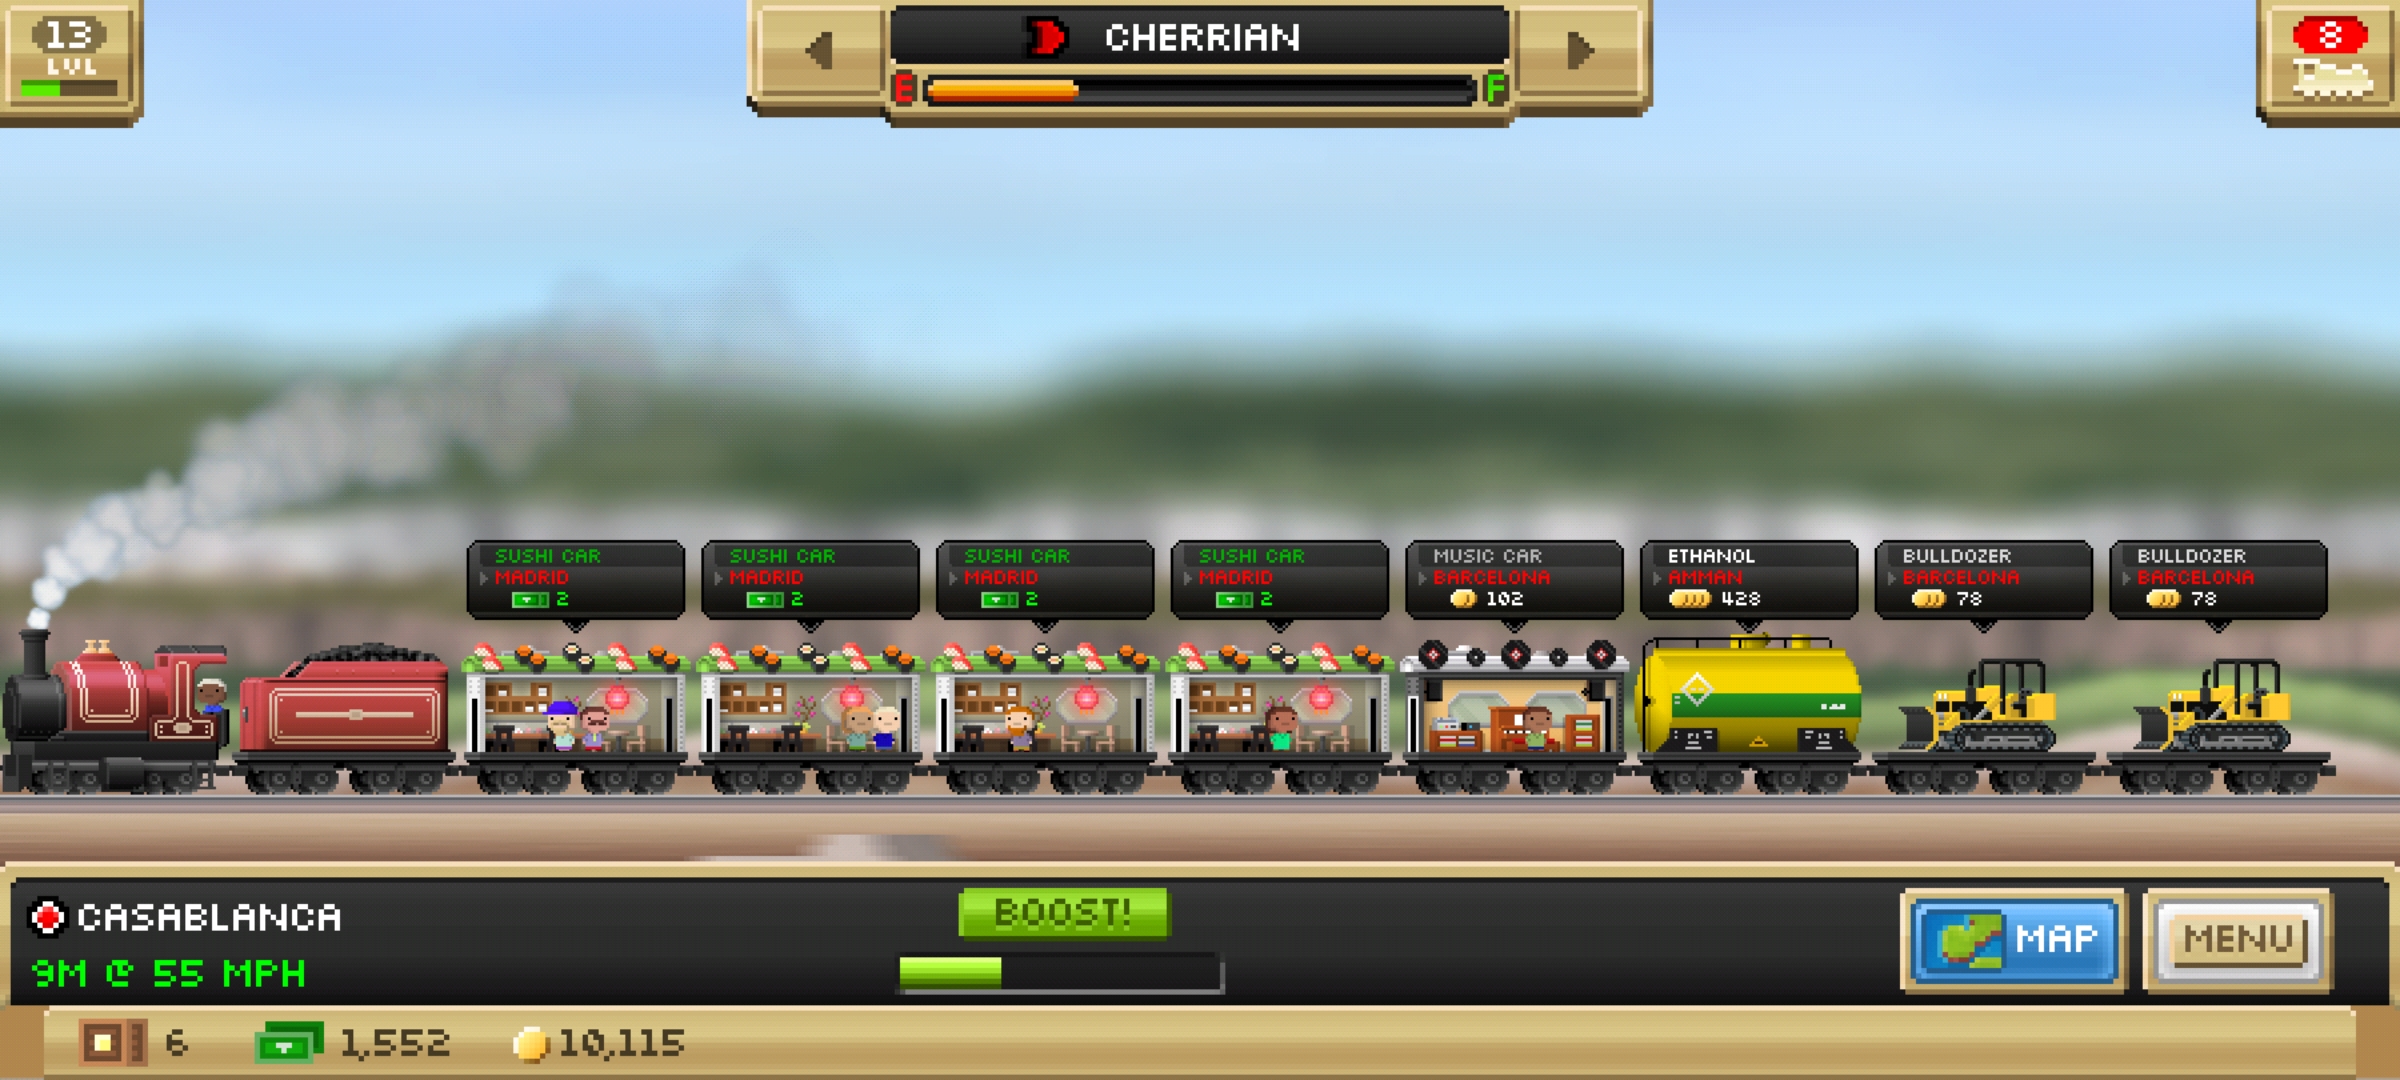 13
LVL
CHERRIAN
E F
8
SUSHI CAR
MADRID
2
SUSHI CAR
MADRID
2
SUSHI CAR
MADRID
2
SUSHI CAR
MADRID
2
MUSIC CAR
BARCELONA
102
ETHANOL
AMMAN
428
BULLDOZER
BARCELONA
78
BULLDOZER
BARCELONA
78
CASABLANCA
9M @ 55 MPH
BOOST!
MAP
MENU
6
1,552
10,115